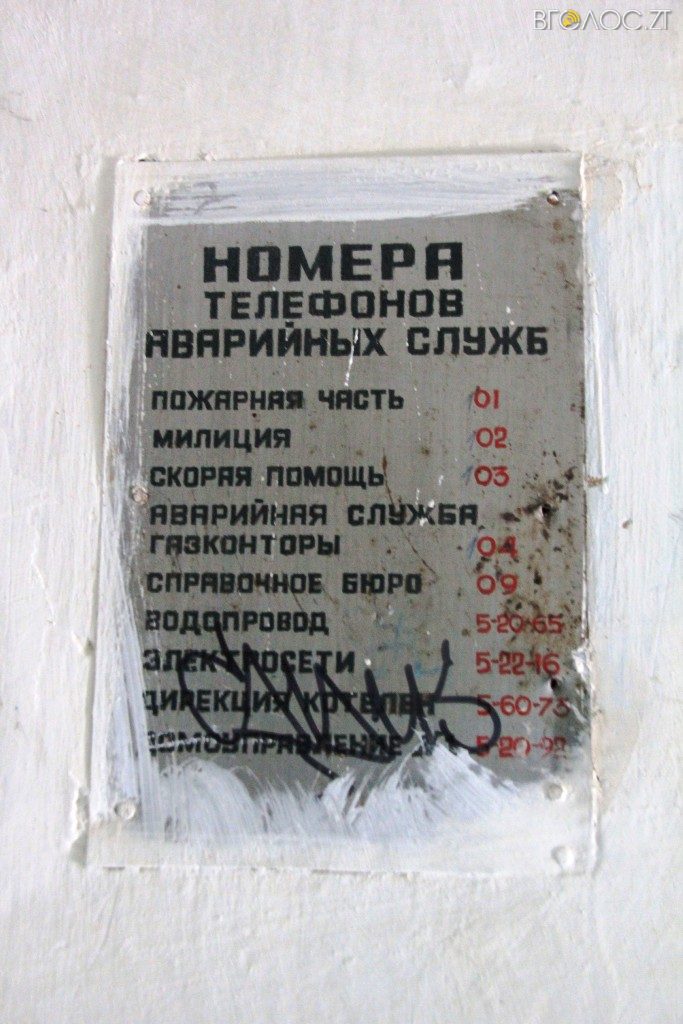 ВГОЛОС.ZT
НОМЕРА
ТЕЛЕФОНОВ
АВАРИЙНЫХ СЛУЖБ
ПОЖАРНАЯ ЧАСТЬ 01
МИЛИЦИЯ 02
СКОРАЯ ПОМОЩЬ 03
АВАРИЙНАЯ СЛУЖБА
ГАЗКОНТОРЫ 04
СПРАВОЧНОЕ БЮРО 09
ВОДОПРОВОД 5-20-65
ЭЛЕКТРОСЕТИ 5-22-16
ДИРЕКЦИЯ КОТЕЛЕН 5-60-73
ДОМОУПРАВЛЕНИЕ